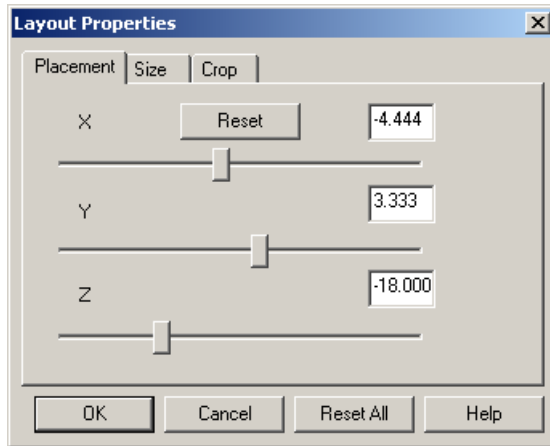 Layout Properties
Placement Size Crop
X Reset -4.444
Y 3.333
Z -18.000
OK Cancel Reset All Help